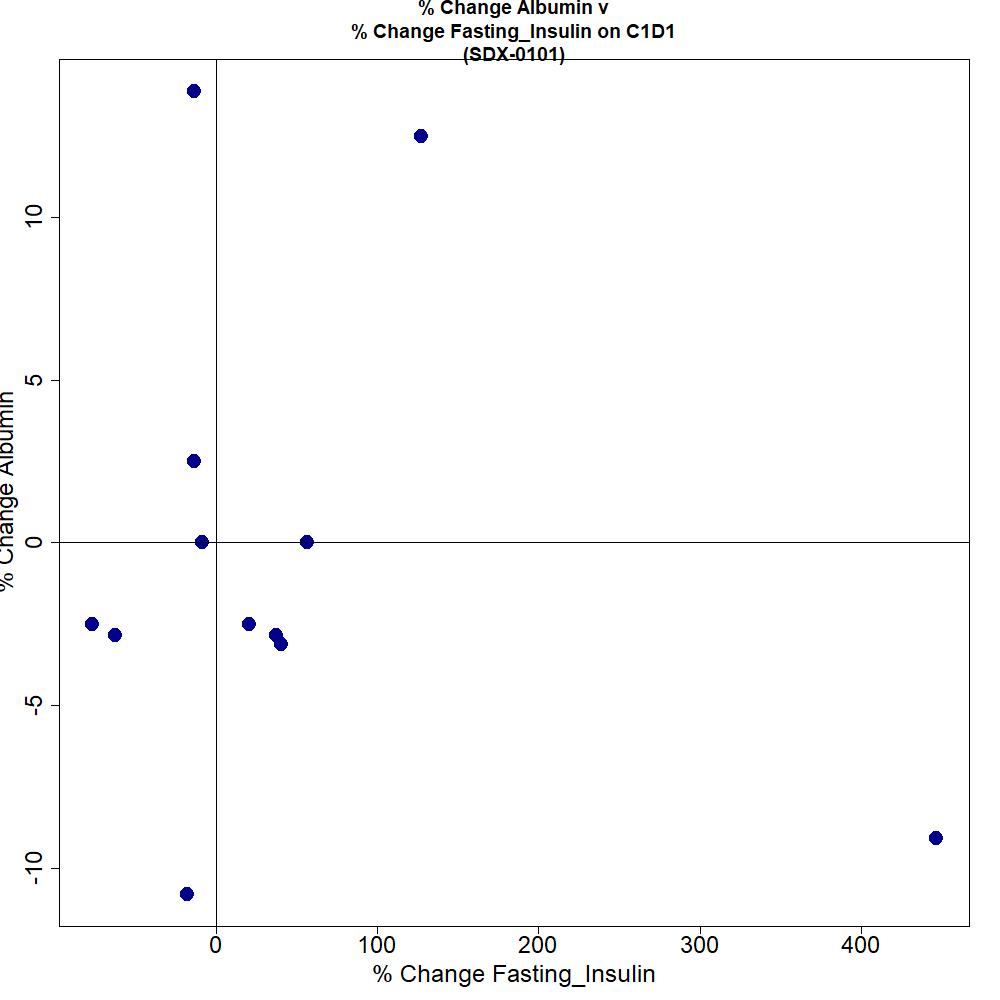 % Change Albumin v
% Change Fasting_Insulin on C1D1
(SDX-0101)
% Change Albumin
10
5
0
-5
-10
0
100
200
300
400
% Change Fasting_Insulin